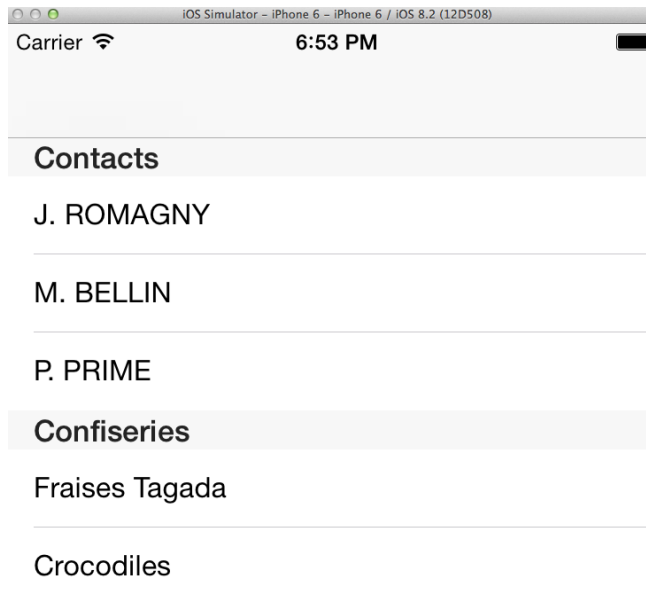 iOS Simulator – iPhone 6 – iPhone 6 / iOS 8.2 (12D508)
Carrier 6:53 PM
Contacts
J. ROMAGNY
M. BELLIN
P. PRIME
Confiseries
Fraises Tagada
Crocodiles